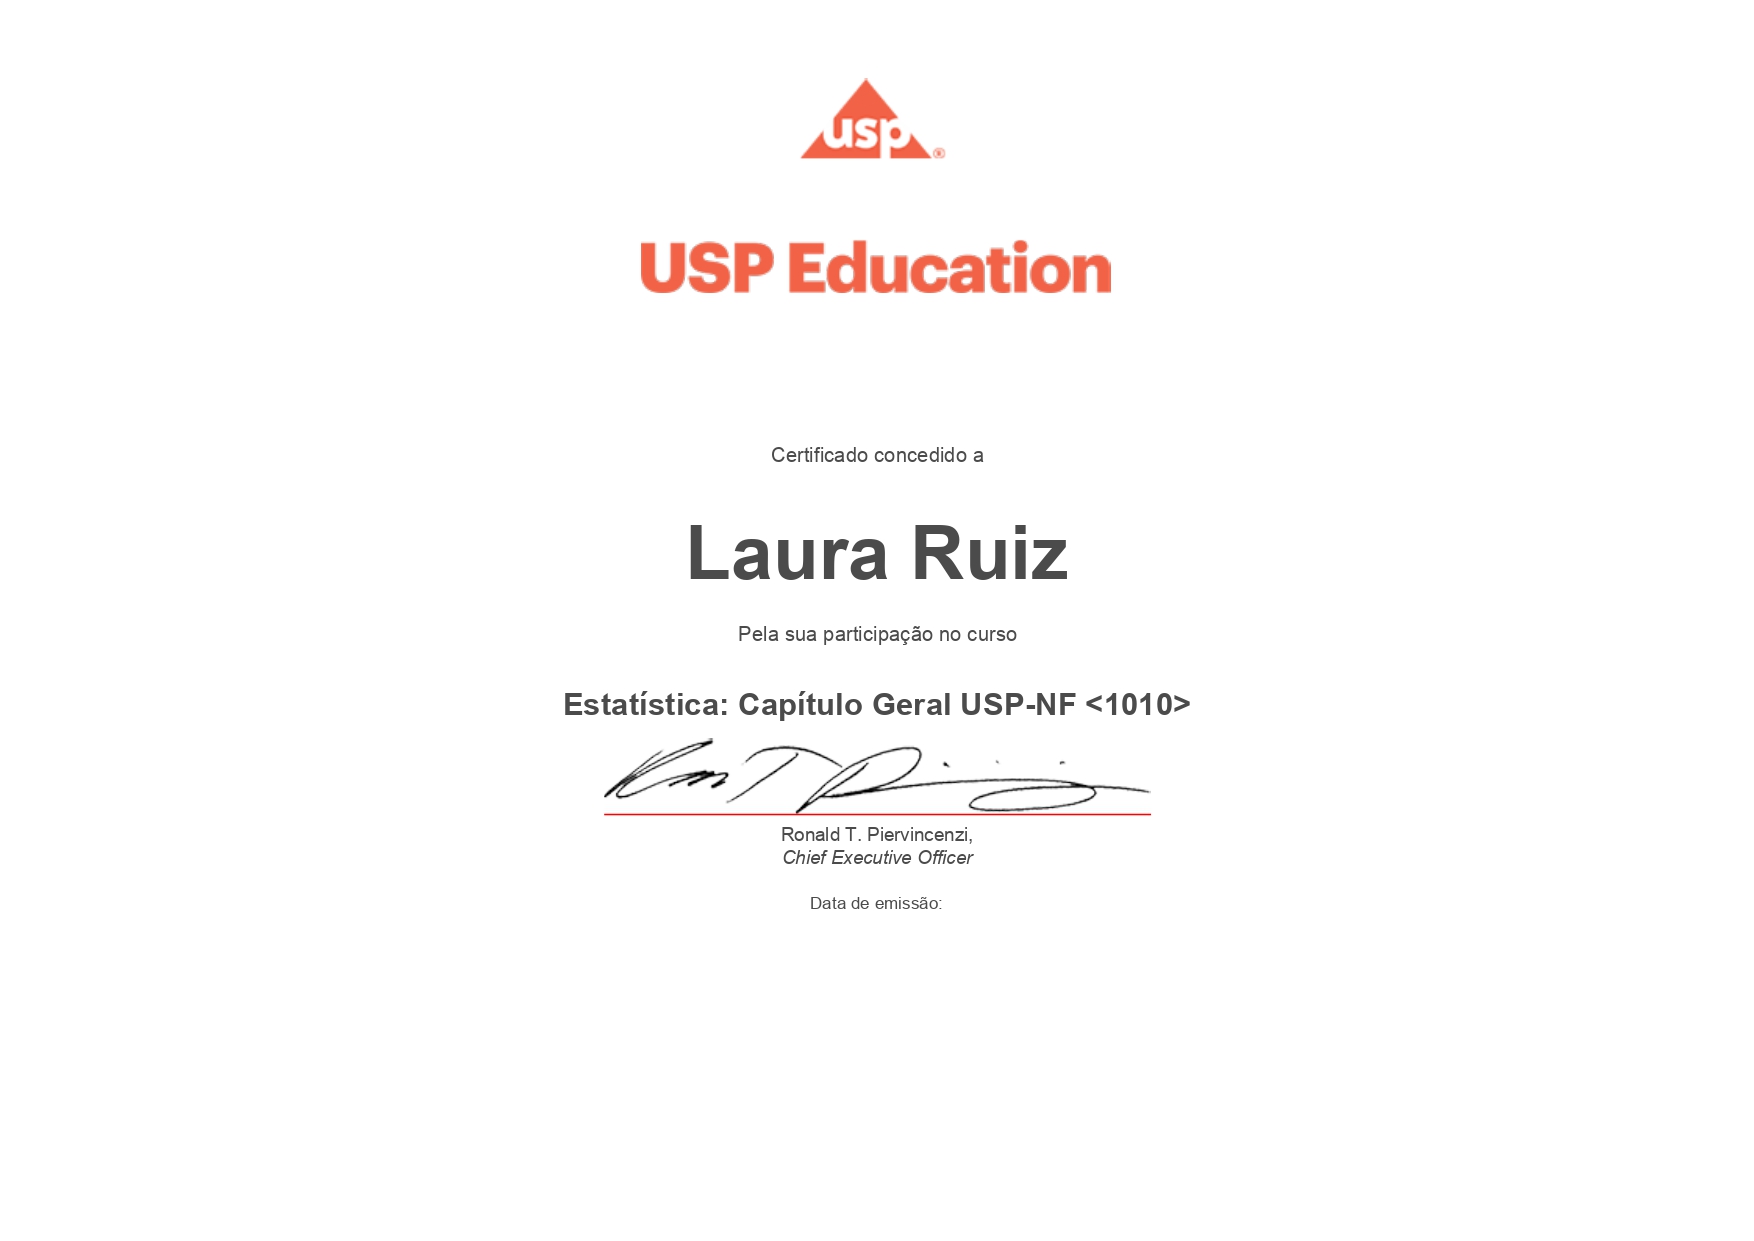 usp®
USP Education
Certificado concedido a
Laura Ruiz
Pela sua participação no curso
Estatística: Capítulo Geral USP-NF <1010>
Ronald T. Piervincenzi,
Chief Executive Officer
Data de emissão: